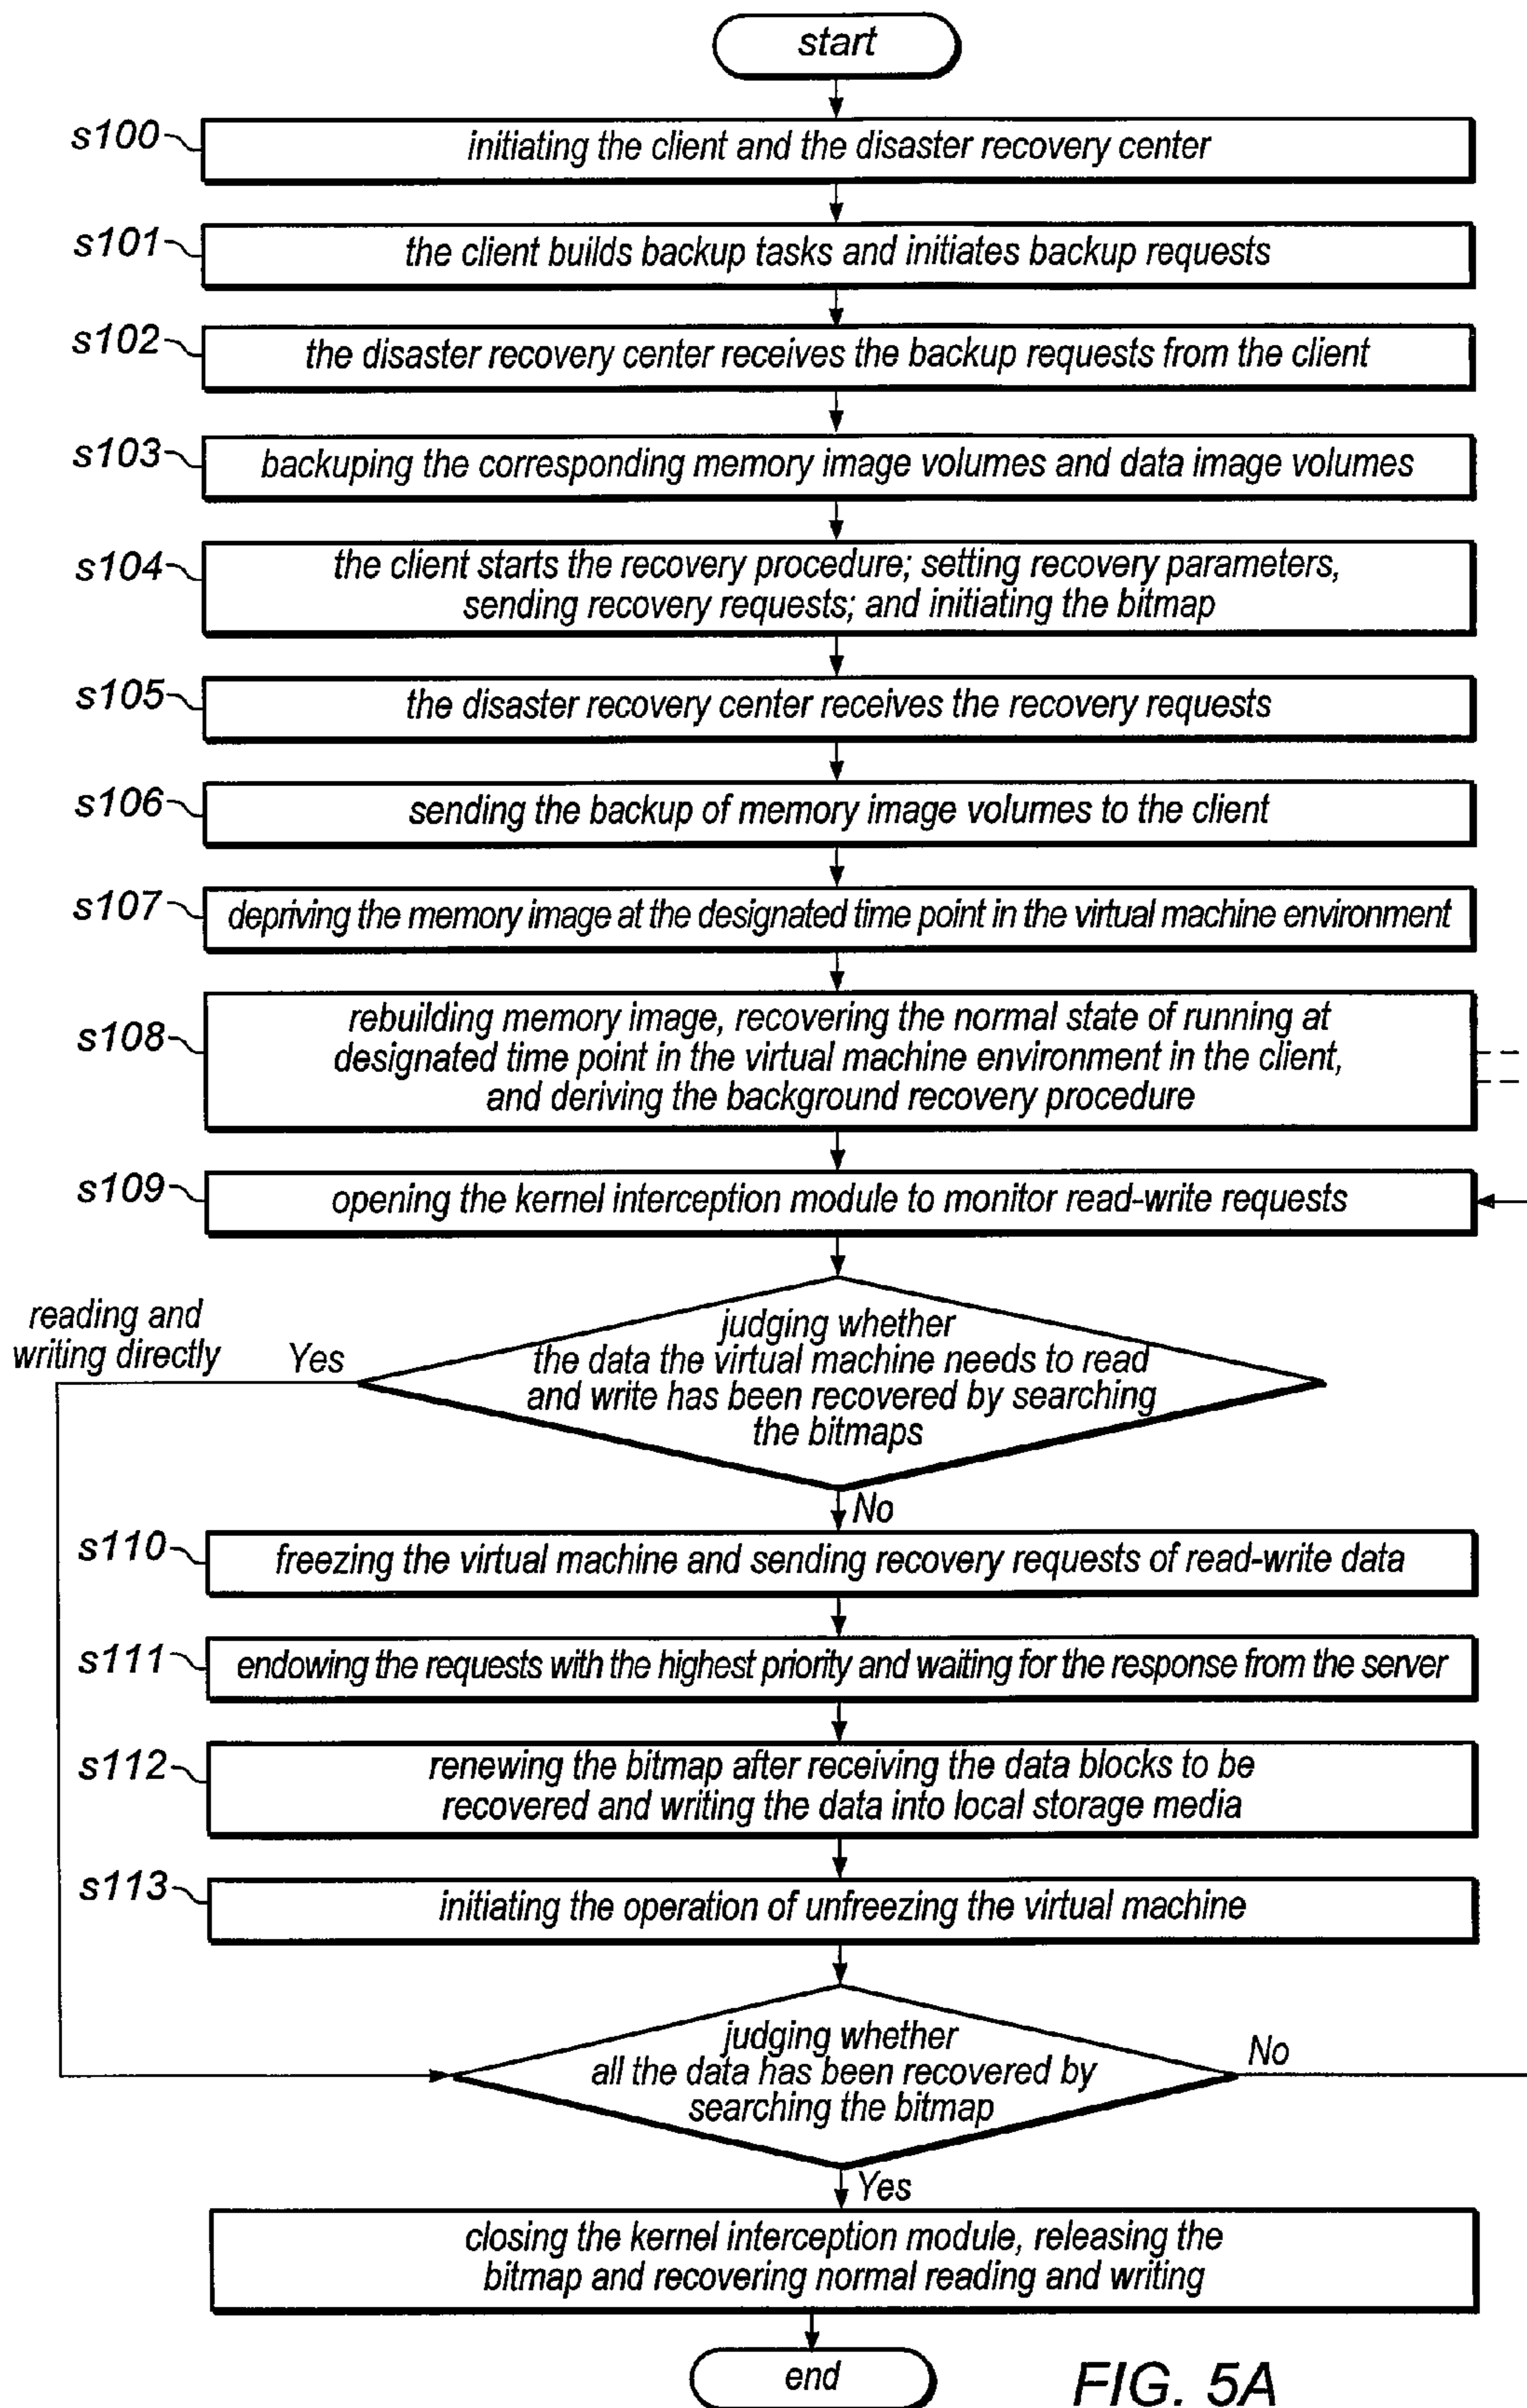 start
s100
initiating the client and the disaster recovery center
s101
the client builds backup tasks and initiates backup requests
s102
the disaster recovery center receives the backup requests from the client
s103
backuping the corresponding memory image volumes and data image volumes
s104
the client starts the recovery procedure; setting recovery parameters,
sending recovery requests; and initiating the bitmap
s105
the disaster recovery center receives the recovery requests
s106
sending the backup of memory image volumes to the client
s107
depriving the memory image at the designated time point in the virtual machine environment
s108
rebuilding memory image, recovering the normal state of running at
designated time point in the virtual machine environment in the client,
and deriving the background recovery procedure
s109
opening the kernel interception module to monitor read-write requests
reading and
writing directly
Yes
judging whether
the data the virtual machine needs to read
and write has been recovered by searching
the bitmaps
No
s110
freezing the virtual machine and sending recovery requests of read-write data
s111
endowing the requests with the highest priority and waiting for the response from the server
s112
renewing the bitmap after receiving the data blocks to be
recovered and writing the data into local storage media
s113
initiating the operation of unfreezing the virtual machine
judging whether
all the data has been recovered by
searching the bitmap
No
Yes
closing the kernel interception module, releasing the
bitmap and recovering normal reading and writing
end
FIG. 5A